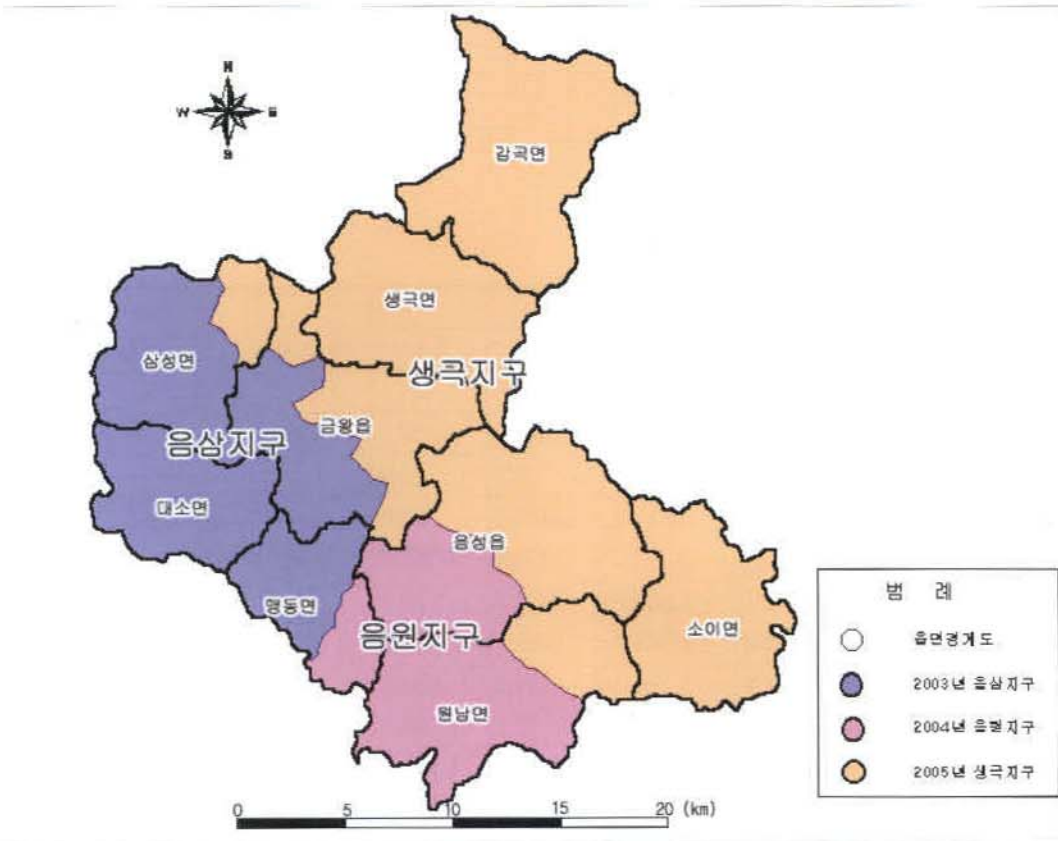 N
W E
S
감곡면
생극면
삼성면
생극지구
금왕읍
음삼지구
대소면
음성읍
맹동면
음원지구
소이면
원남면
범 례
읍면경계도
2003년 음삼지구
2004년 음원지구
2005년 생극지구
0 5 10 15 20 (km)